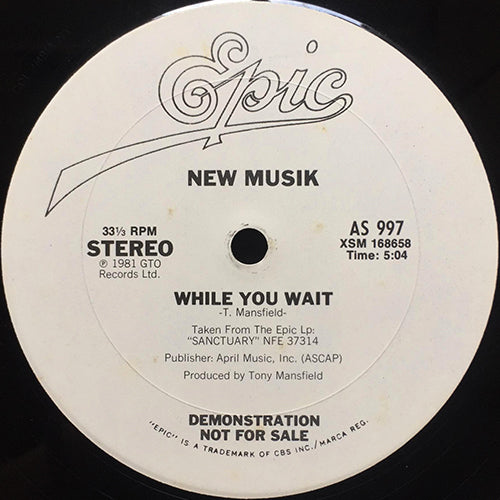 Epic
NEW MUSIK
33⅓ RPM
STEREO
℗ 1981 GTO
Records Ltd.
AS 997
XSM 168658
Time: 5:04
WHILE YOU WAIT
-T. Mansfield-
Taken From The Epic Lp:
"SANCTUARY" NFE 37314
Publisher: April Music, Inc. (ASCAP)
Produced by Tony Mansfield
DEMONSTRATION
NOT FOR SALE
"EPIC" IS A TRADEMARK OF CBS INC./MARCA REG.